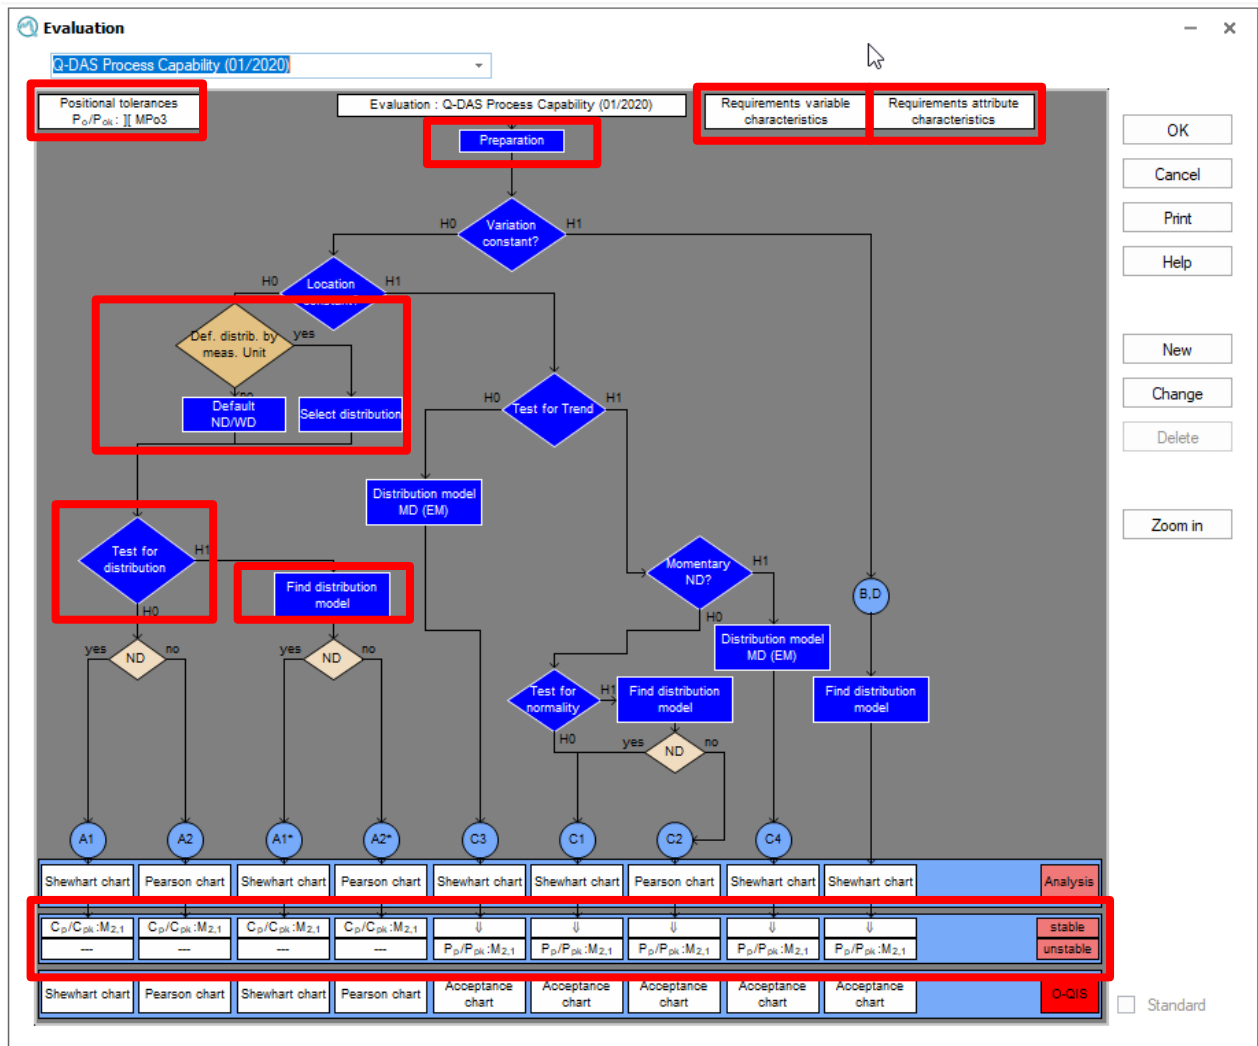 Evaluation
Q-DAS Process Capability (01/2020)
Positional tolerances
Po/Pok: ][ MPo3
Evaluation : Q-DAS Process Capability (01/2020)
Requirements variable
characteristics
Requirements attribute
characteristics
OK
Cancel
Print
Help
New
Change
Delete
Zoom in
Standard
Preparation
H0
Variation
constant?
H1
H0
Location
constant?
H1
Def. distrib. by
meas. Unit
yes
no
Default
ND/WD
Select distribution
H0
Test for Trend
H1
Distribution model
MD (EM)
Test for
distribution
H1
H0
Find distribution
model
Momentary
ND?
H1
H0
B,D
yes
ND
no
yes
ND
no
Distribution model
MD (EM)
Test for
normality
H1
H0
Find distribution
model
Find distribution
model
yes
ND
no
A1
A2
A1*
A2*
C3
C1
C2
C4
Shewhart chart
Pearson chart
Shewhart chart
Pearson chart
Shewhart chart
Shewhart chart
Pearson chart
Shewhart chart
Shewhart chart
Analysis
Cp/Cpk:M2,1
Cp/Cpk:M2,1
Cp/Cpk:M2,1
Cp/Cpk:M2,1
⇓
⇓
⇓
⇓
⇓
stable
---
---
---
---
Pp/Ppk:M2,1
Pp/Ppk:M2,1
Pp/Ppk:M2,1
Pp/Ppk:M2,1
Pp/Ppk:M2,1
unstable
Shewhart chart
Pearson chart
Shewhart chart
Pearson chart
Acceptance
chart
Acceptance
chart
Acceptance
chart
Acceptance
chart
Acceptance
chart
O-QIS